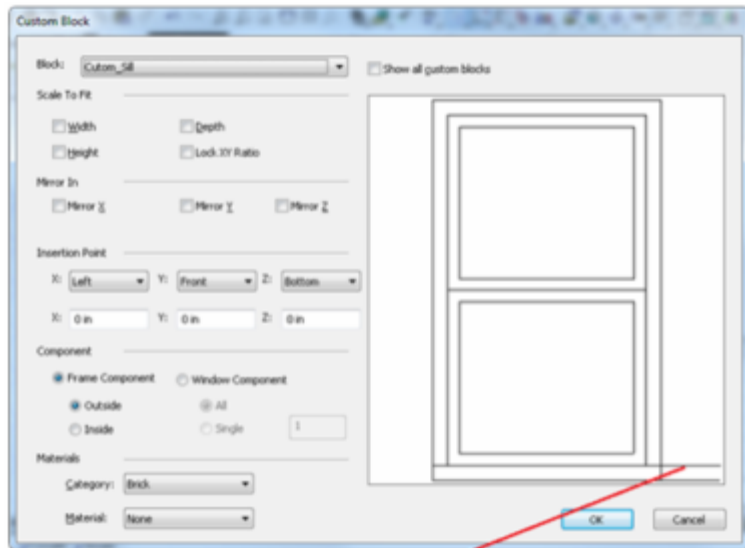 Custom Block
Block: Cutom_Sill
Show all custom blocks
Scale To Fit
Width
Depth
Height
Lock XY Ratio
Mirror In
Mirror X
Mirror Y
Mirror Z
Insertion Point
X: Left Y: Front Z: Bottom
X: 0 in Y: 0 in Z: 0 in
Component
Frame Component
Window Component
Outside
All
Inside
Single
1
Materials
Category: Brick
Material: None
OK
Cancel